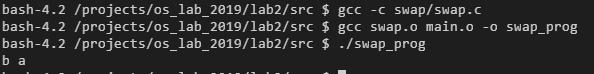 bash-4.2 /projects/os_lab_2019/lab2/src $ gcc -c swap/swap.c
bash-4.2 /projects/os_lab_2019/lab2/src $ gcc swap.o main.o -o swap_prog
bash-4.2 /projects/os_lab_2019/lab2/src $ ./swap_prog
b a